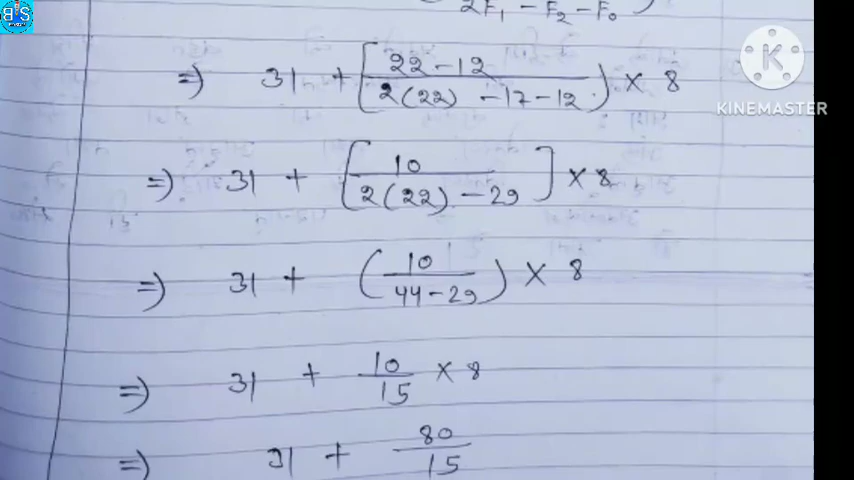 BS
2F₁ - F₂ - F₀ )
=) 31 + [ 22 - 12 / 2(22) - 17 - 12 ) × 8
KINEMASTER
=) 31 + [ 10 / 2(22) - 29 ] × 8
=) 31 + ( 10 / 44 - 29 ) × 8
=) 31 + 10 / 15 × 8
=) 31 + 80 / 15